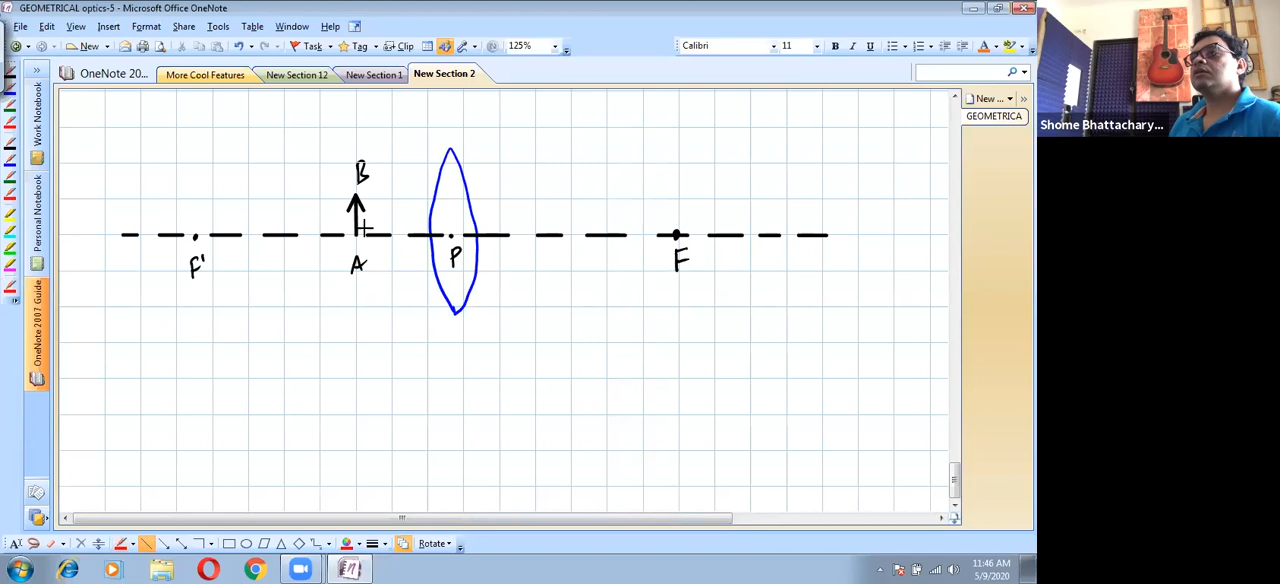 GEOMETRICAL optics-5 - Microsoft Office OneNote
File Edit View Insert Format Share Tools Table Window Help
New Task Tag Clip 125% Calibri 11 B I U
OneNote 20... More Cool Features New Section 12 New Section 1 New Section 2
New ...
GEOMETRICA
Work Notebook
Personal Notebook
OneNote 2007 Guide
Shome Bhattachary...
B
F' A P F
Rotate
11:46 AM
5/9/2020